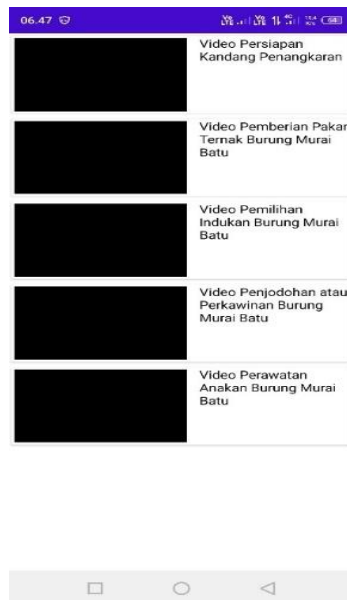 06.47
Video Persiapan
Kandang Penangkaran
Video Pemberian Pakan
Ternak Burung Murai
Batu
Video Pemilihan
Indukan Burung Murai
Batu
Video Penjodohan atau
Perkawinan Burung
Murai Batu
Video Perawatan
Anakan Burung Murai
Batu